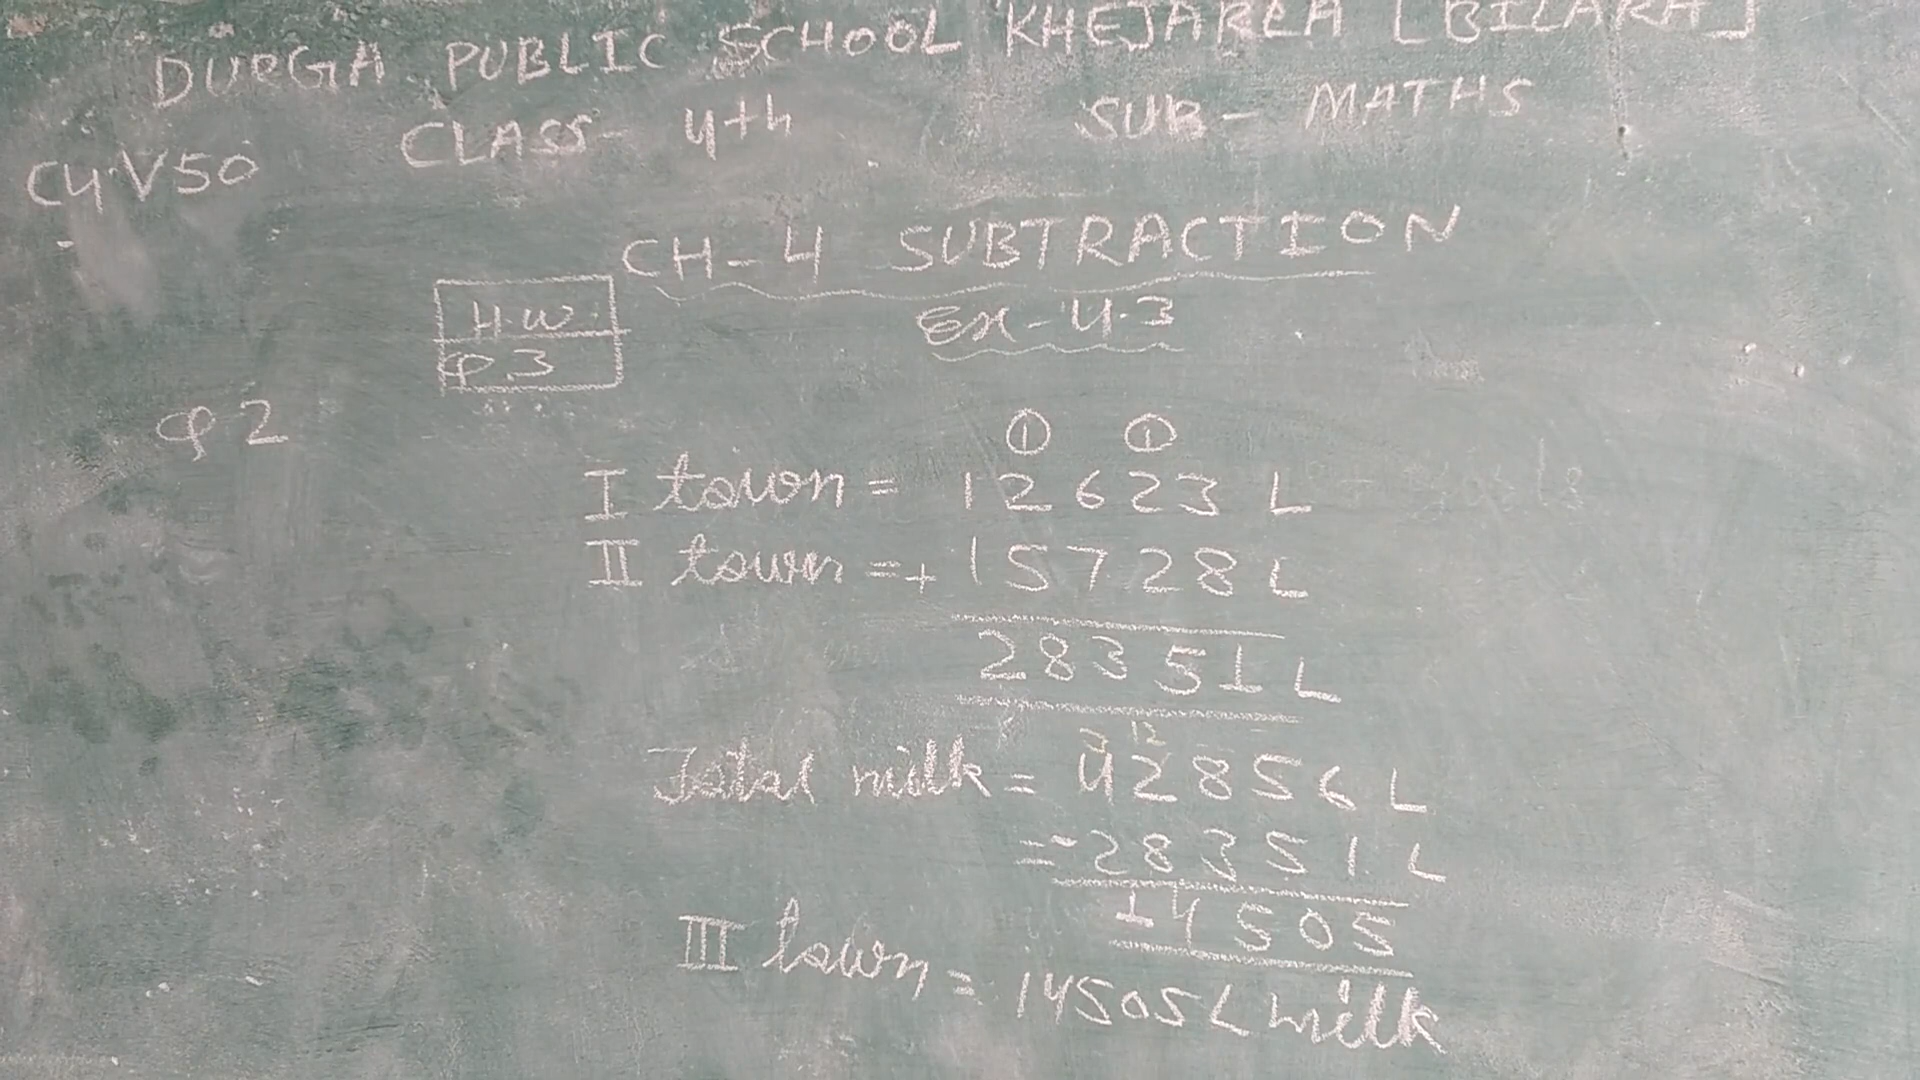 DURGA PUBLIC SCHOOL KHEJARLA [BILARA]
CLASS- 4th SUB- MATHS
C4V50
CH-4 SUBTRACTION
H.W.
Q.3
Ex-4.3
Q2
① ①
I town = 12623 L
II town = + 15728 L
28351 L
3 12
Total milk = 42856 L
= - 28351 L
14505
III town = 14505 L milk